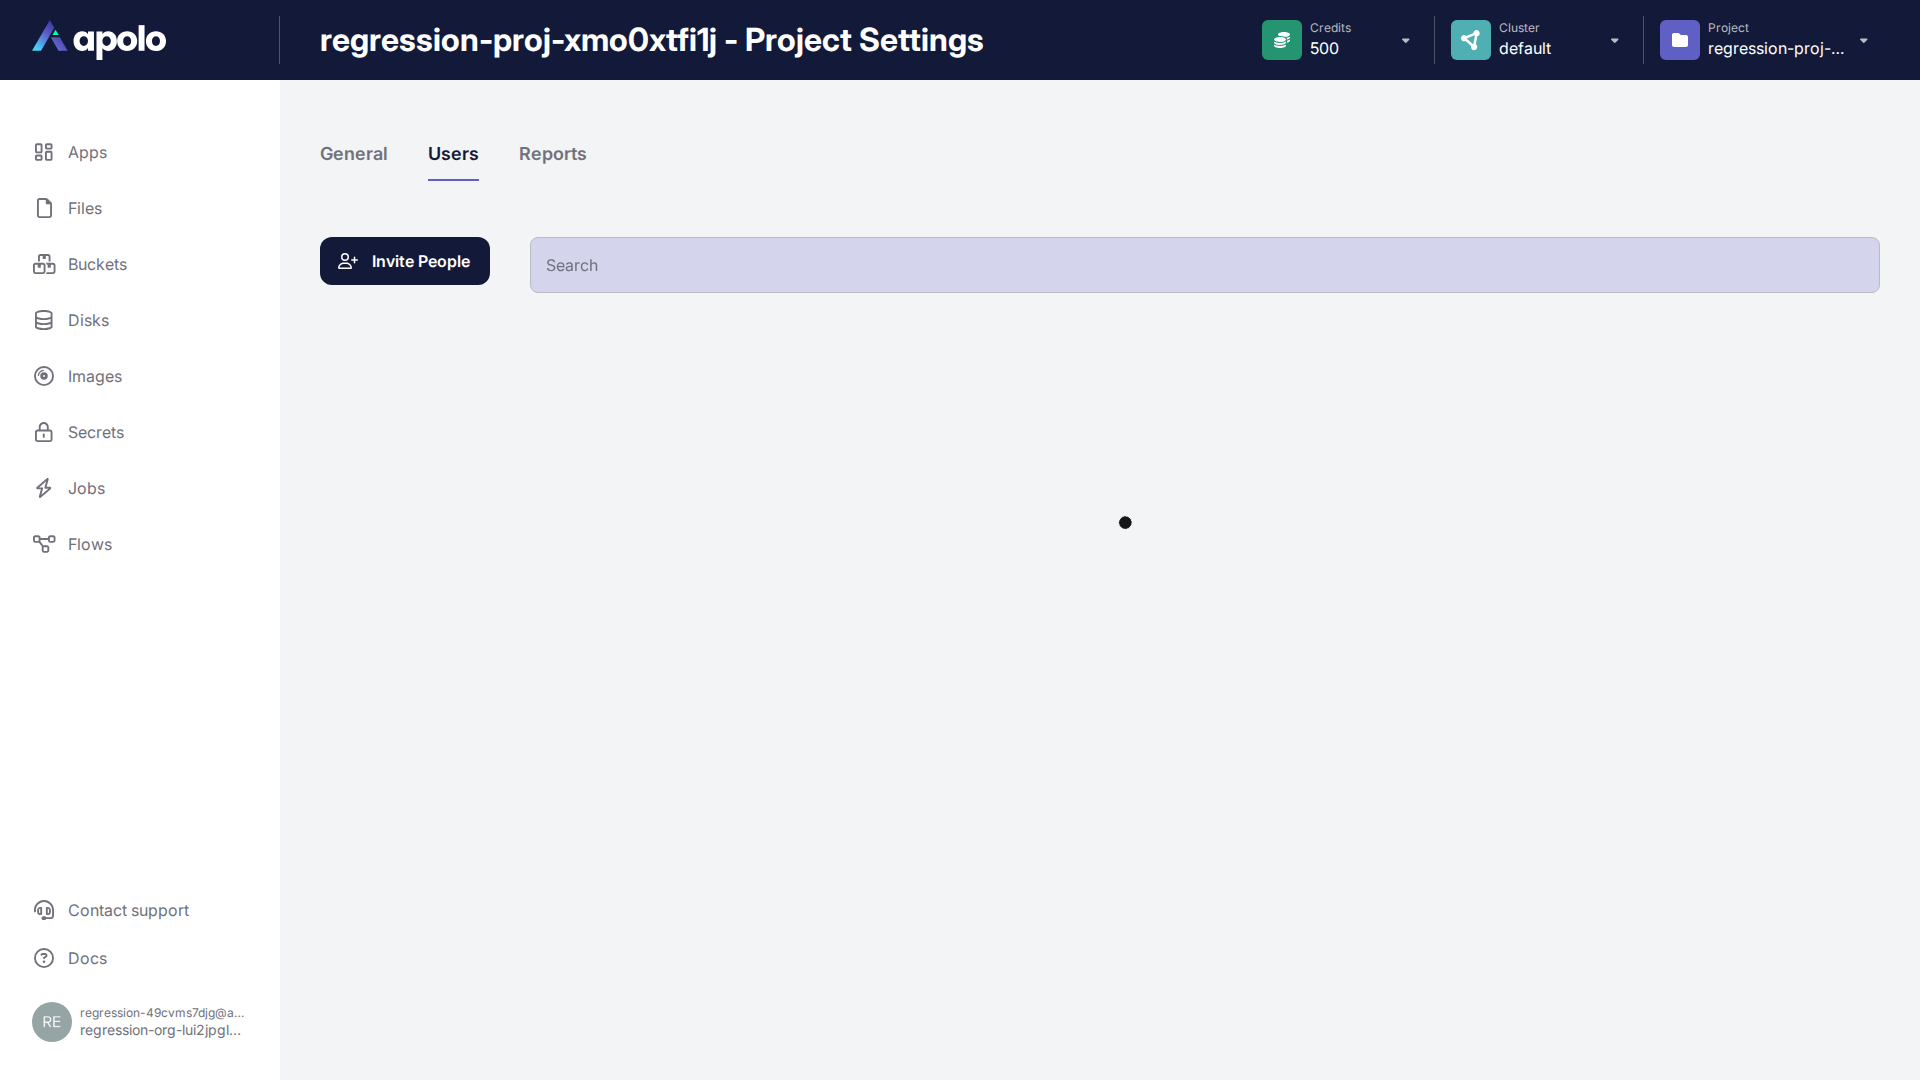 apolo
regression-proj-xmo0xtfi1j - Project Settings
Credits
500
Cluster
default
Project
regression-proj-...
Apps
Files
Buckets
Disks
Images
Secrets
Jobs
Flows
General
Users
Reports
Invite People
Search
Contact support
Docs
RE
regression-49cvms7djg@a...
regression-org-lui2jpgl...